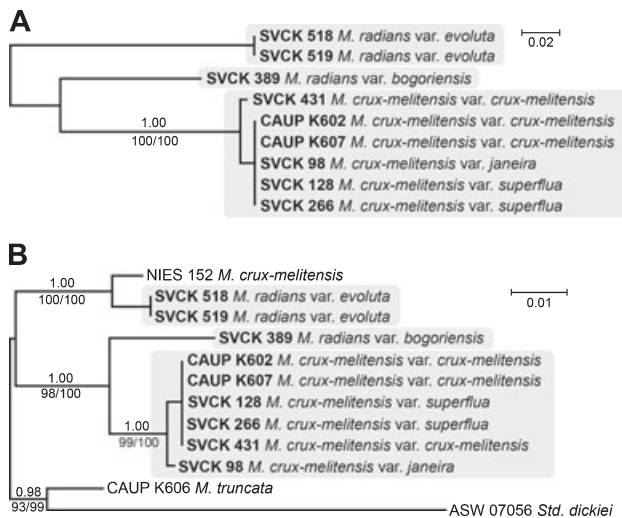 A
SVCK 518 M. radians var. evoluta
0.02
SVCK 519 M. radians var. evoluta
SVCK 389 M. radians var. bogoriensis
SVCK 431 M. crux-melitensis var. crux-melitensis
1.00
CAUP K602 M. crux-melitensis var. crux-melitensis
100/100
CAUP K607 M. crux-melitensis var. crux-melitensis
SVCK 98 M. crux-melitensis var. janeira
SVCK 128 M. crux-melitensis var. superflua
SVCK 266 M. crux-melitensis var. superflua
B
NIES 152 M. crux-melitensis
1.00
100/100
SVCK 518 M. radians var. evoluta
0.01
SVCK 519 M. radians var. evoluta
SVCK 389 M. radians var. bogoriensis
CAUP K602 M. crux-melitensis var. crux-melitensis
1.00
98/100
CAUP K607 M. crux-melitensis var. crux-melitensis
SVCK 128 M. crux-melitensis var. superflua
1.00
99/100
SVCK 266 M. crux-melitensis var. superflua
SVCK 431 M. crux-melitensis var. crux-melitensis
SVCK 98 M. crux-melitensis var. janeira
0.98
93/99
CAUP K606 M. truncata
ASW 07056 Std. dickiei